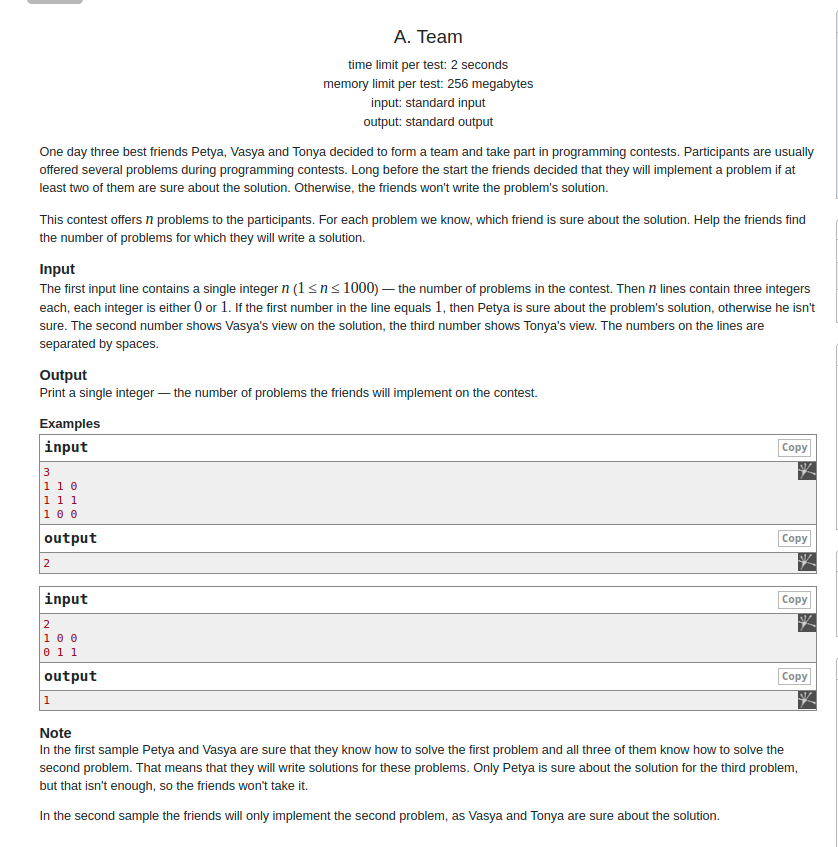 A. Team
time limit per test: 2 seconds
memory limit per test: 256 megabytes
input: standard input
output: standard output
One day three best friends Petya, Vasya and Tonya decided to form a team and take part in programming contests. Participants are usually
offered several problems during programming contests. Long before the start the friends decided that they will implement a problem if at
least two of them are sure about the solution. Otherwise, the friends won't write the problem's solution.
This contest offers n problems to the participants. For each problem we know, which friend is sure about the solution. Help the friends find
the number of problems for which they will write a solution.
Input
The first input line contains a single integer n (1 ≤ n ≤ 1000) — the number of problems in the contest. Then n lines contain three integers
each, each integer is either 0 or 1. If the first number in the line equals 1, then Petya is sure about the problem's solution, otherwise he isn't
sure. The second number shows Vasya's view on the solution, the third number shows Tonya's view. The numbers on the lines are
separated by spaces.
Output
Print a single integer — the number of problems the friends will implement on the contest.
Examples
input Copy
3
1 1 0
1 1 1
1 0 0
output Copy
2
input Copy
2
1 0 0
0 1 1
output Copy
1
Note
In the first sample Petya and Vasya are sure that they know how to solve the first problem and all three of them know how to solve the
second problem. That means that they will write solutions for these problems. Only Petya is sure about the solution for the third problem,
but that isn't enough, so the friends won't take it.
In the second sample the friends will only implement the second problem, as Vasya and Tonya are sure about the solution.